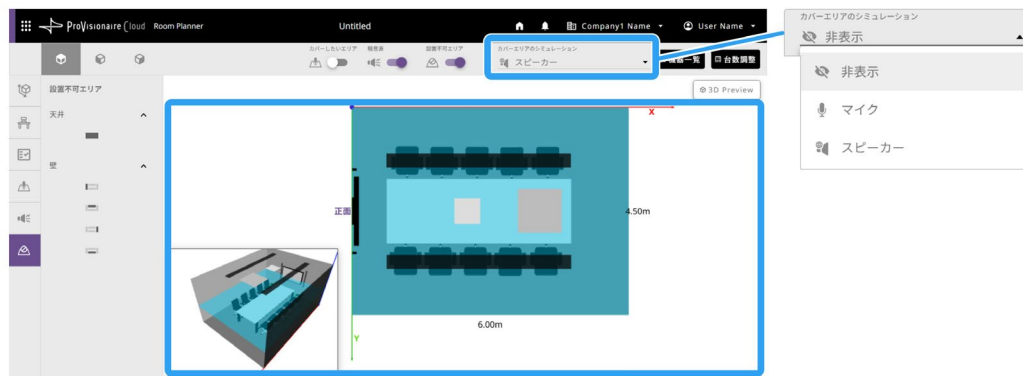 ProVisionaire Cloud Room Planner
Untitled
Company1 Name
User Name
カバーしたいエリア
騒音源
設置不可エリア
カバーエリアのシミュレーション
スピーカー
器一覧
台数調整
3D Preview
設置不可エリア
天井
壁
X
正面
4.50m
6.00m
Y
カバーエリアのシミュレーション
非表示
非表示
マイク
スピーカー